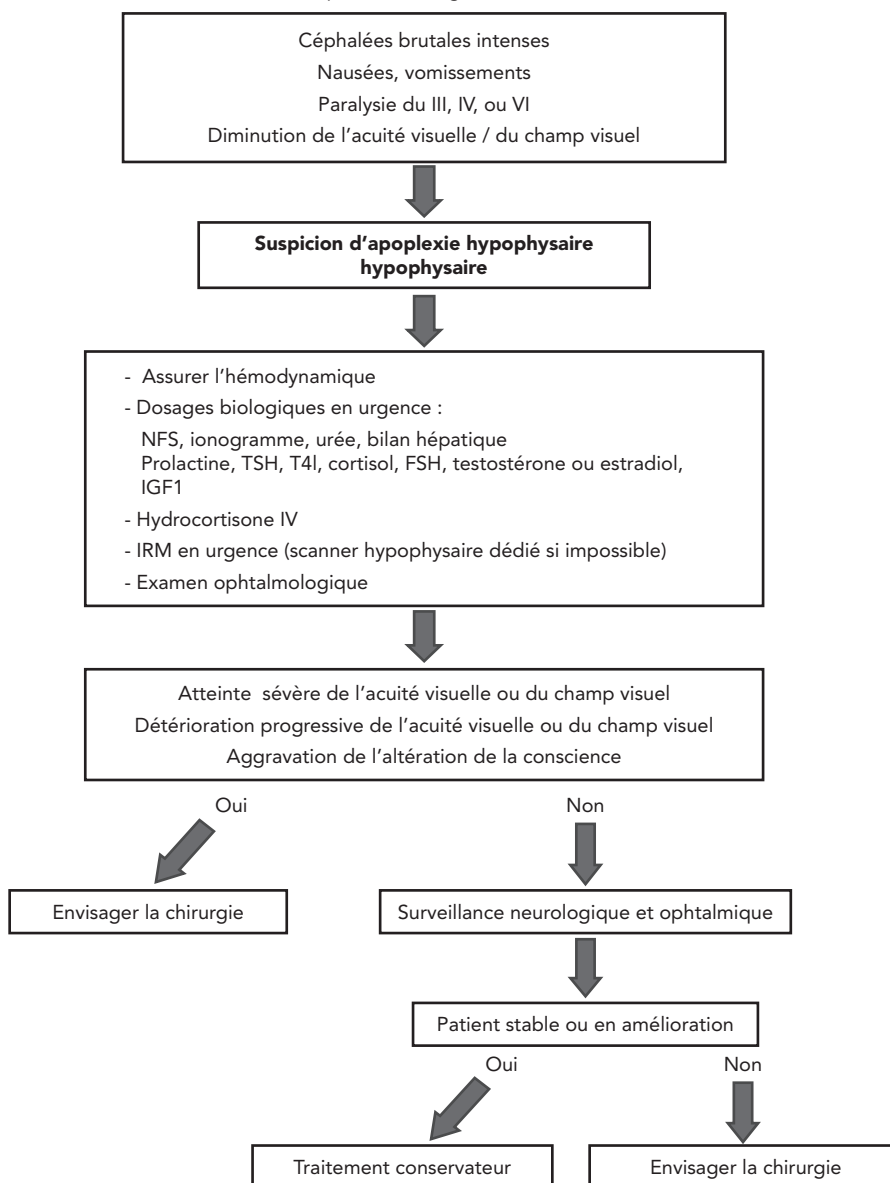 Céphalées brutales intenses
Nausées, vomissements
Paralysie du III, IV, ou VI
Diminution de l'acuité visuelle / du champ visuel
Suspicion d'apoplexie hypophysaire
hypophysaire
- Assurer l'hémodynamique
- Dosages biologiques en urgence :
NFS, ionogramme, urée, bilan hépatique
Prolactine, TSH, T4l, cortisol, FSH, testostérone ou estradiol,
IGF1
- Hydrocortisone IV
- IRM en urgence (scanner hypophysaire dédié si impossible)
- Examen ophtalmologique
Atteinte sévère de l'acuité visuelle ou du champ visuel
Détérioration progressive de l'acuité visuelle ou du champ visuel
Aggravation de l'altération de la conscience
Oui Non
Envisager la chirurgie Surveillance neurologique et ophtalmique
Patient stable ou en amélioration
Oui Non
Traitement conservateur Envisager la chirurgie